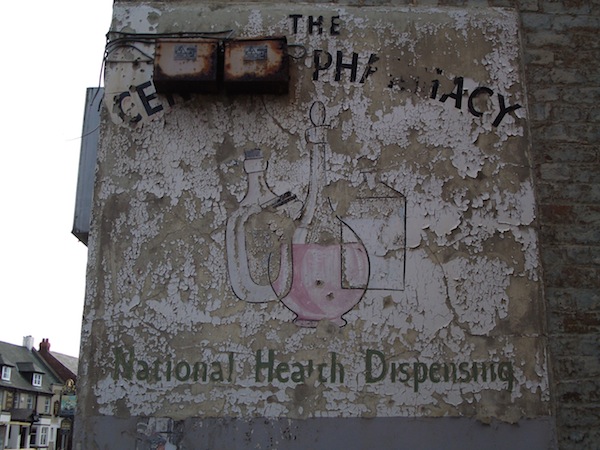 THE
PHARMACY
National Health Dispensing